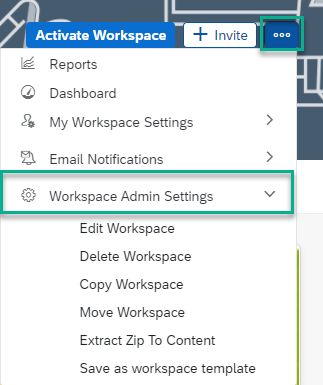 Activate Workspace + Invite
Reports
Dashboard
My Workspace Settings
Email Notifications
Workspace Admin Settings
Edit Workspace
Delete Workspace
Copy Workspace
Move Workspace
Extract Zip To Content
Save as workspace template